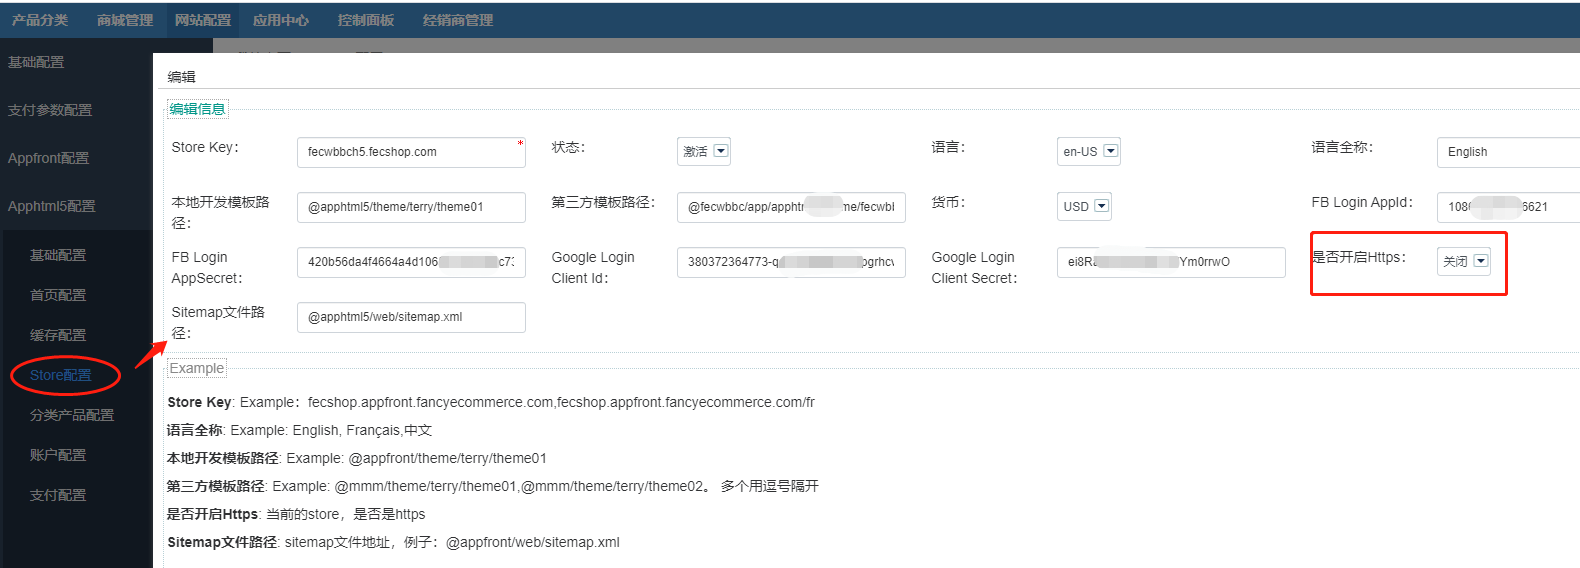 产品分类 商城管理 网站配置 应用中心 控制面板 经销商管理
基础配置
支付参数配置
Appfront配置
Apphtml5配置
基础配置
首页配置
缓存配置
Store配置
分类产品配置
账户配置
支付配置
编辑
编辑信息
Store Key: fecwbbch5.fecshop.com * 状态: 激活 语言: en-US 语言全称: English
本地开发模板路径: @apphtml5/theme/terry/theme01 第三方模板路径: @fecwbbc/app/apphtm me/fecwbl 货币: USD FB Login AppId: 108 6621
FB Login AppSecret: 420b56da4f4664a4d106 c73 Google Login Client Id: 380372364773-q pgrhcv Google Login Client Secret: ei8Ra Ym0rrwO 是否开启Https: 关闭
Sitemap文件路径: @apphtml5/web/sitemap.xml
Example
Store Key: Example：fecshop.appfront.fancyecommerce.com,fecshop.appfront.fancyecommerce.com/fr
语言全称: Example: English, Français,中文
本地开发模板路径: Example: @appfront/theme/terry/theme01
第三方模板路径: Example: @mmm/theme/terry/theme01,@mmm/theme/terry/theme02。 多个用逗号隔开
是否开启Https: 当前的store，是否是https
Sitemap文件路径: sitemap文件地址，例子：@appfront/web/sitemap.xml